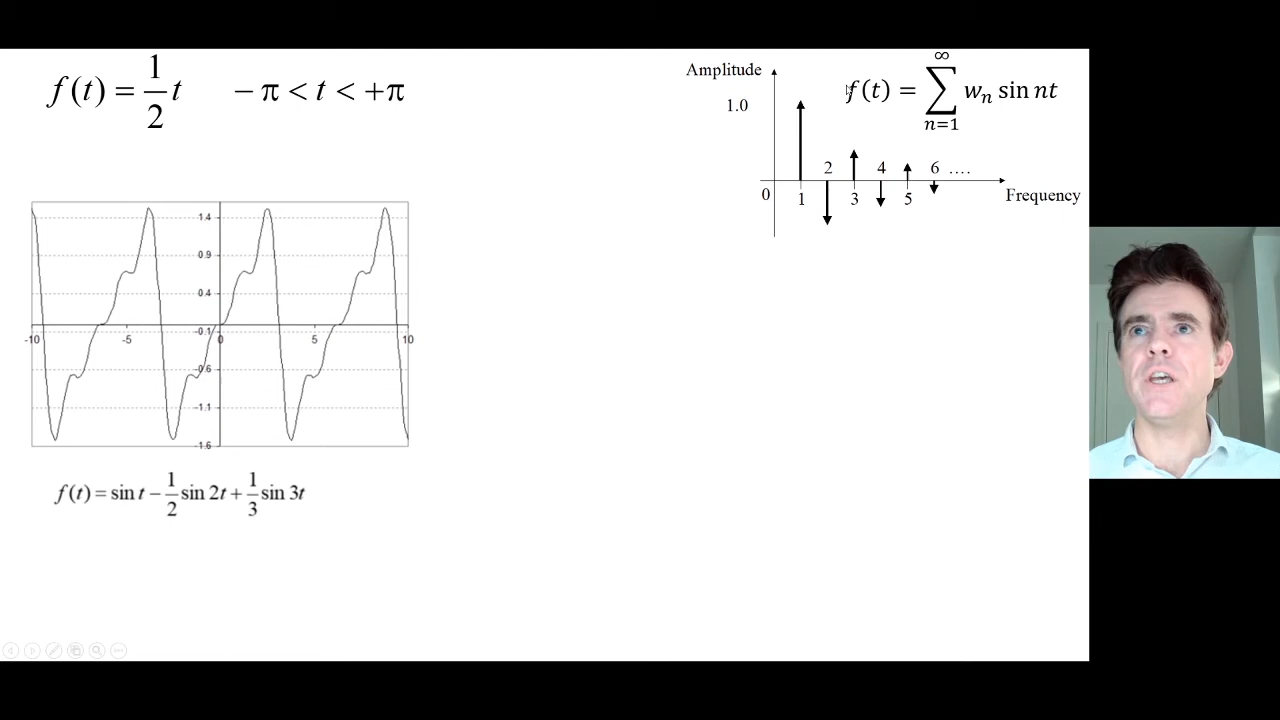 f(t) = 1/2 t    − π < t < +π
Amplitude
f(t) = ∑_{n=1}^{∞} w_n sin nt
1.0
2 4 6 ....
0 1 3 5 Frequency
1.4
0.9
0.4
-0.1
-10 -5 0 5 10
-0.6
-1.1
-1.6
f(t) = sin t − 1/2 sin 2t + 1/3 sin 3t